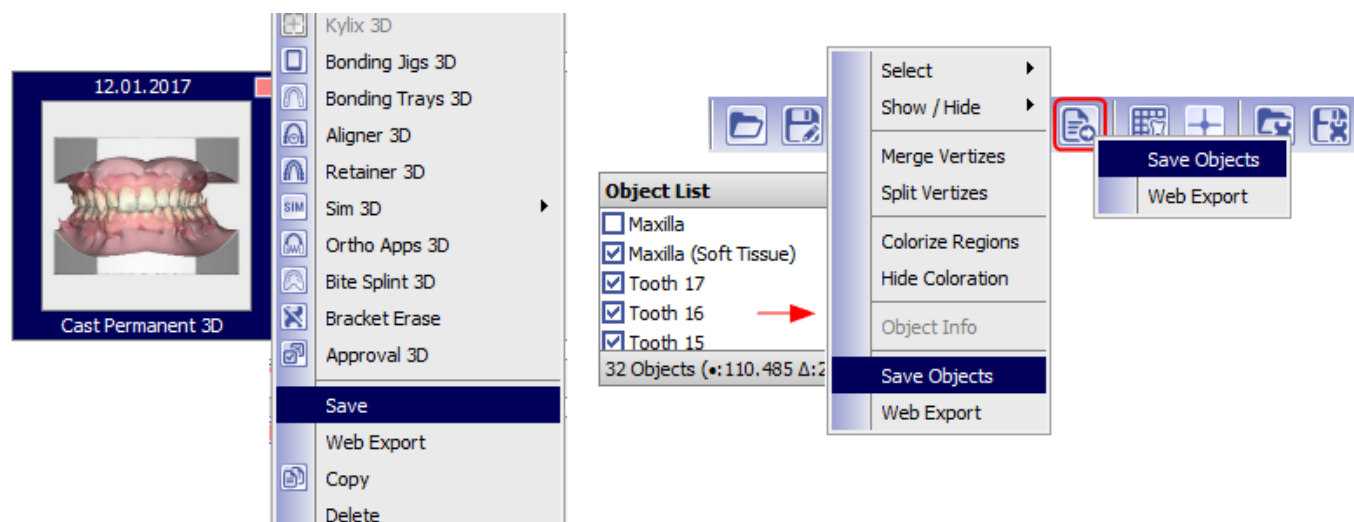 12.01.2017
Cast Permanent 3D
Kylix 3D
Bonding Jigs 3D
Bonding Trays 3D
Aligner 3D
Retainer 3D
SIM Sim 3D
Ortho Apps 3D
Bite Splint 3D
Bracket Erase
Approval 3D
Save
Web Export
Copy
Delete
Object List
Maxilla
Maxilla (Soft Tissue)
Tooth 17
Tooth 16
Tooth 15
32 Objects (•:110.485 Δ:2
Select
Show / Hide
Merge Vertizes
Split Vertizes
Colorize Regions
Hide Coloration
Object Info
Save Objects
Web Export
Save Objects
Web Export